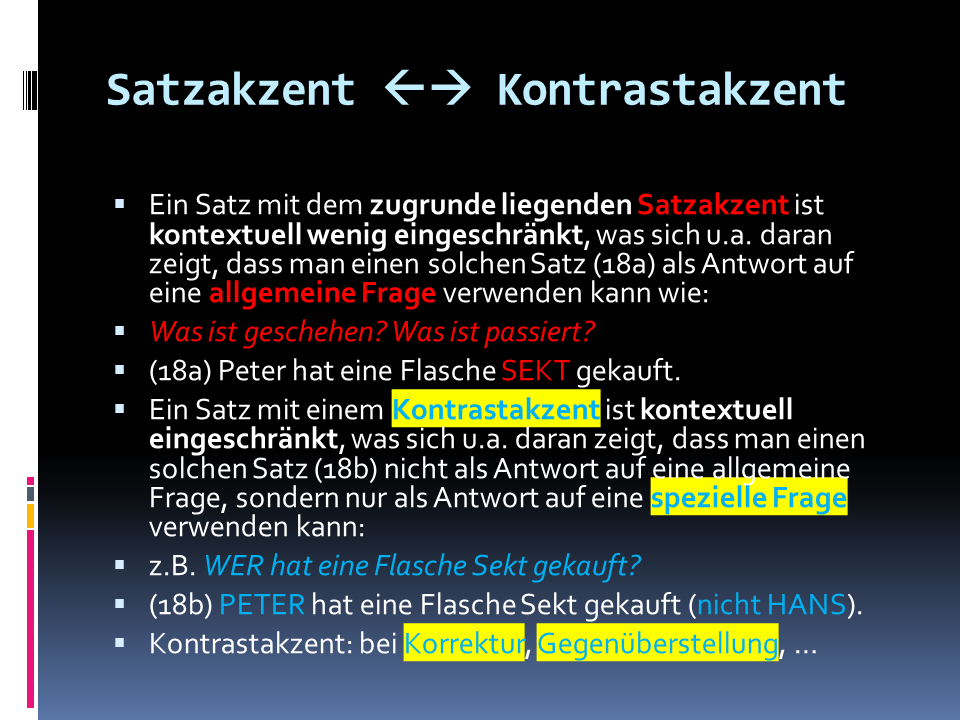 Satzakzent ←→ Kontrastakzent
▪ Ein Satz mit dem zugrunde liegenden Satzakzent ist
kontextuell wenig eingeschränkt, was sich u.a. daran
zeigt, dass man einen solchen Satz (18a) als Antwort auf
eine allgemeine Frage verwenden kann wie:
▪ Was ist geschehen? Was ist passiert?
▪ (18a) Peter hat eine Flasche SEKT gekauft.
▪ Ein Satz mit einem Kontrastakzent ist kontextuell
eingeschränkt, was sich u.a. daran zeigt, dass man einen
solchen Satz (18b) nicht als Antwort auf eine allgemeine
Frage, sondern nur als Antwort auf eine spezielle Frage
verwenden kann:
▪ z.B. WER hat eine Flasche Sekt gekauft?
▪ (18b) PETER hat eine Flasche Sekt gekauft (nicht HANS).
▪ Kontrastakzent: bei Korrektur, Gegenüberstellung, ...